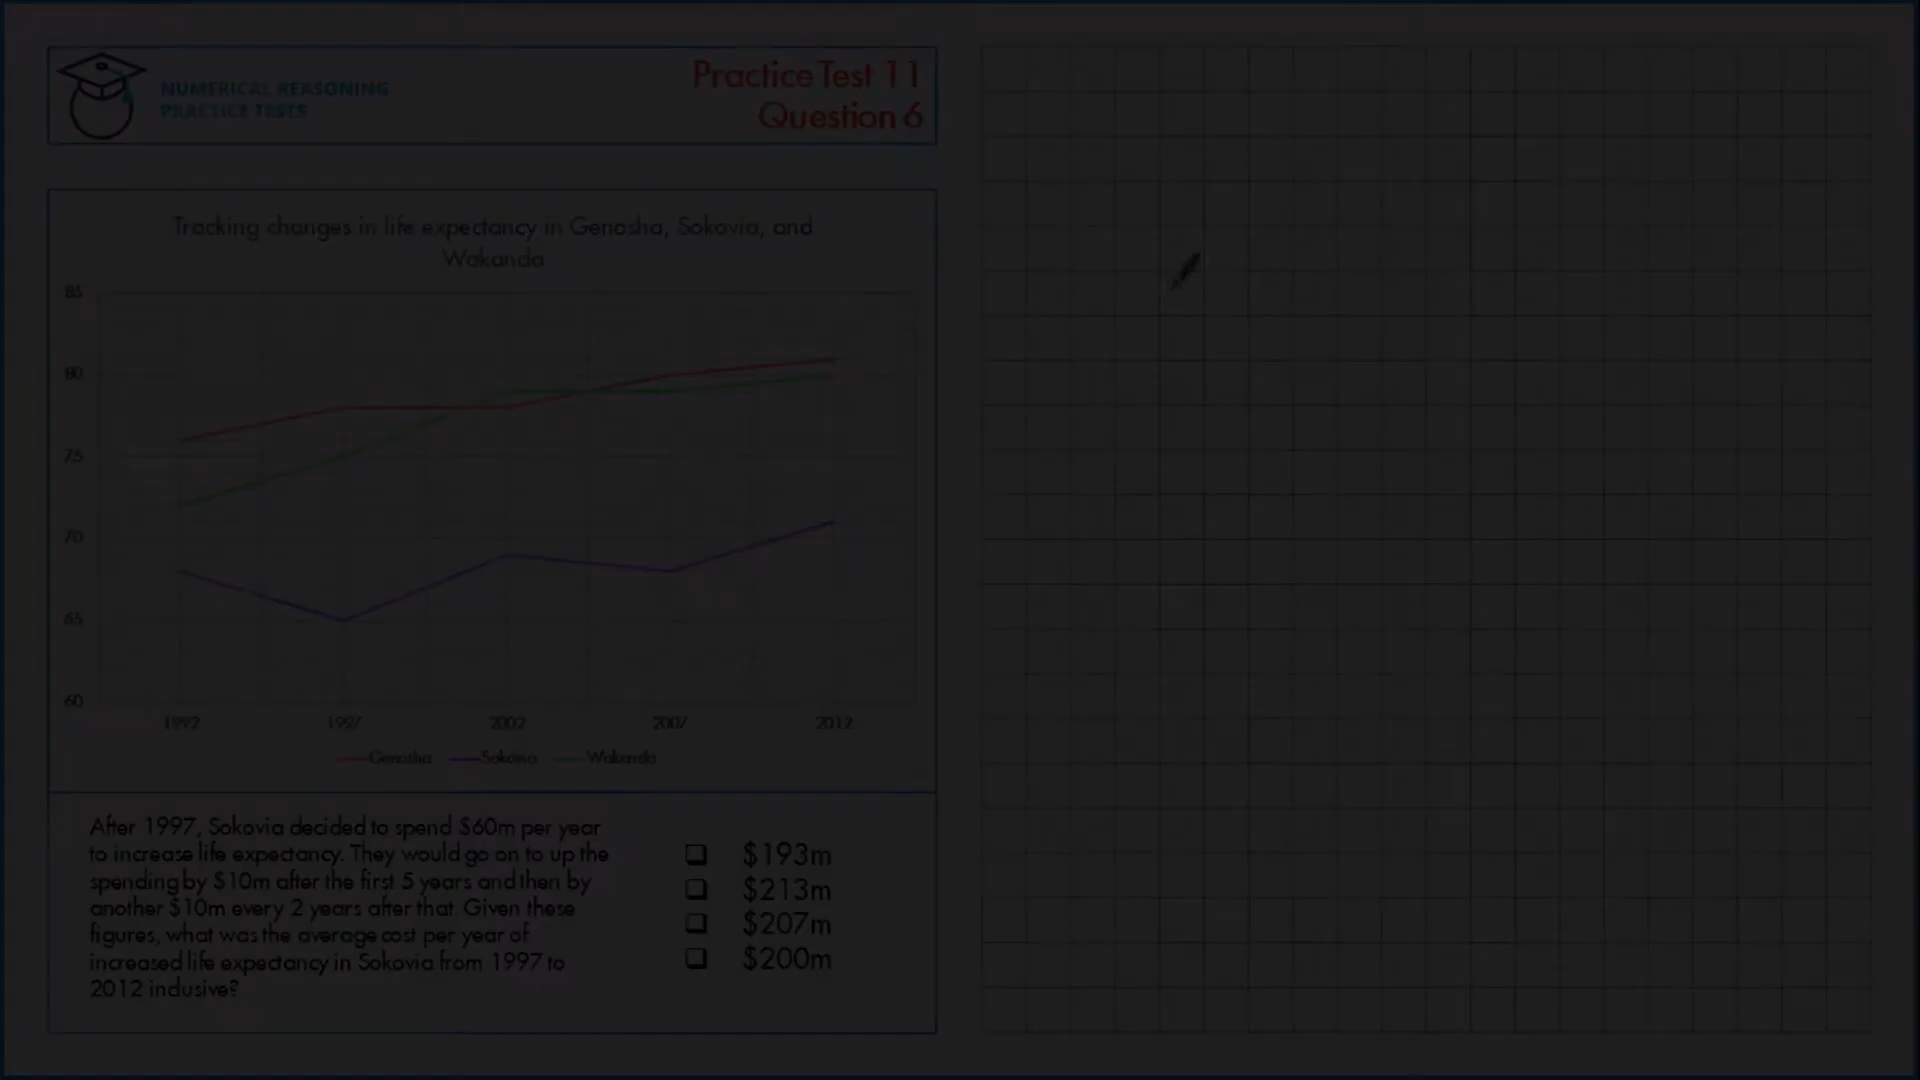 NUMERICAL REASONING
PRACTICE TESTS
Practice Test 11
Question 6
Tracking changes in life expectancy in Genosha, Sokovia, and
Wakanda
85
80
75
70
65
60
1992 1997 2002 2007 2012
Genosha Sokovia Wakanda
After 1997, Sokovia decided to spend $60m per year
to increase life expectancy. They would go on to up the
spending by $10m after the first 5 years and then by
another $10m every 2 years after that. Given these
figures, what was the average cost per year of
increased life expectancy in Sokovia from 1997 to
2012 inclusive?
$193m
$213m
$207m
$200m